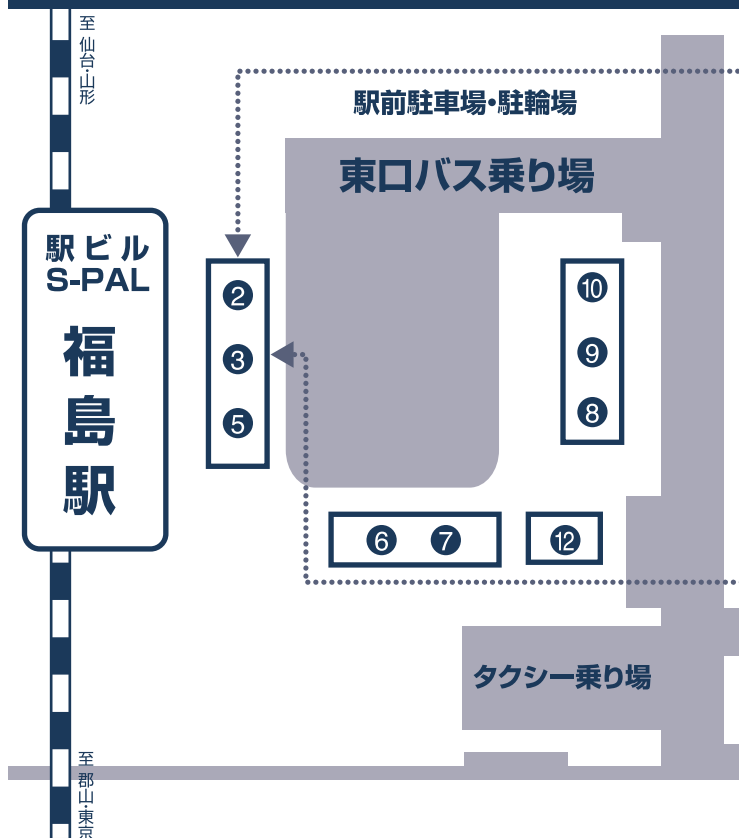 至 仙台・山形
駅前駐車場・駐輪場
東口バス乗り場
駅ビル
S-PAL
福島駅
2
3
5
10
9
8
6 7
12
タクシー乗り場
至 郡山・東京